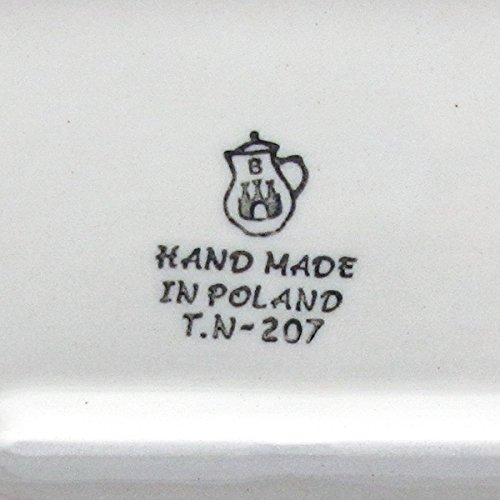 B
HAND MADE
IN POLAND
T.N-207